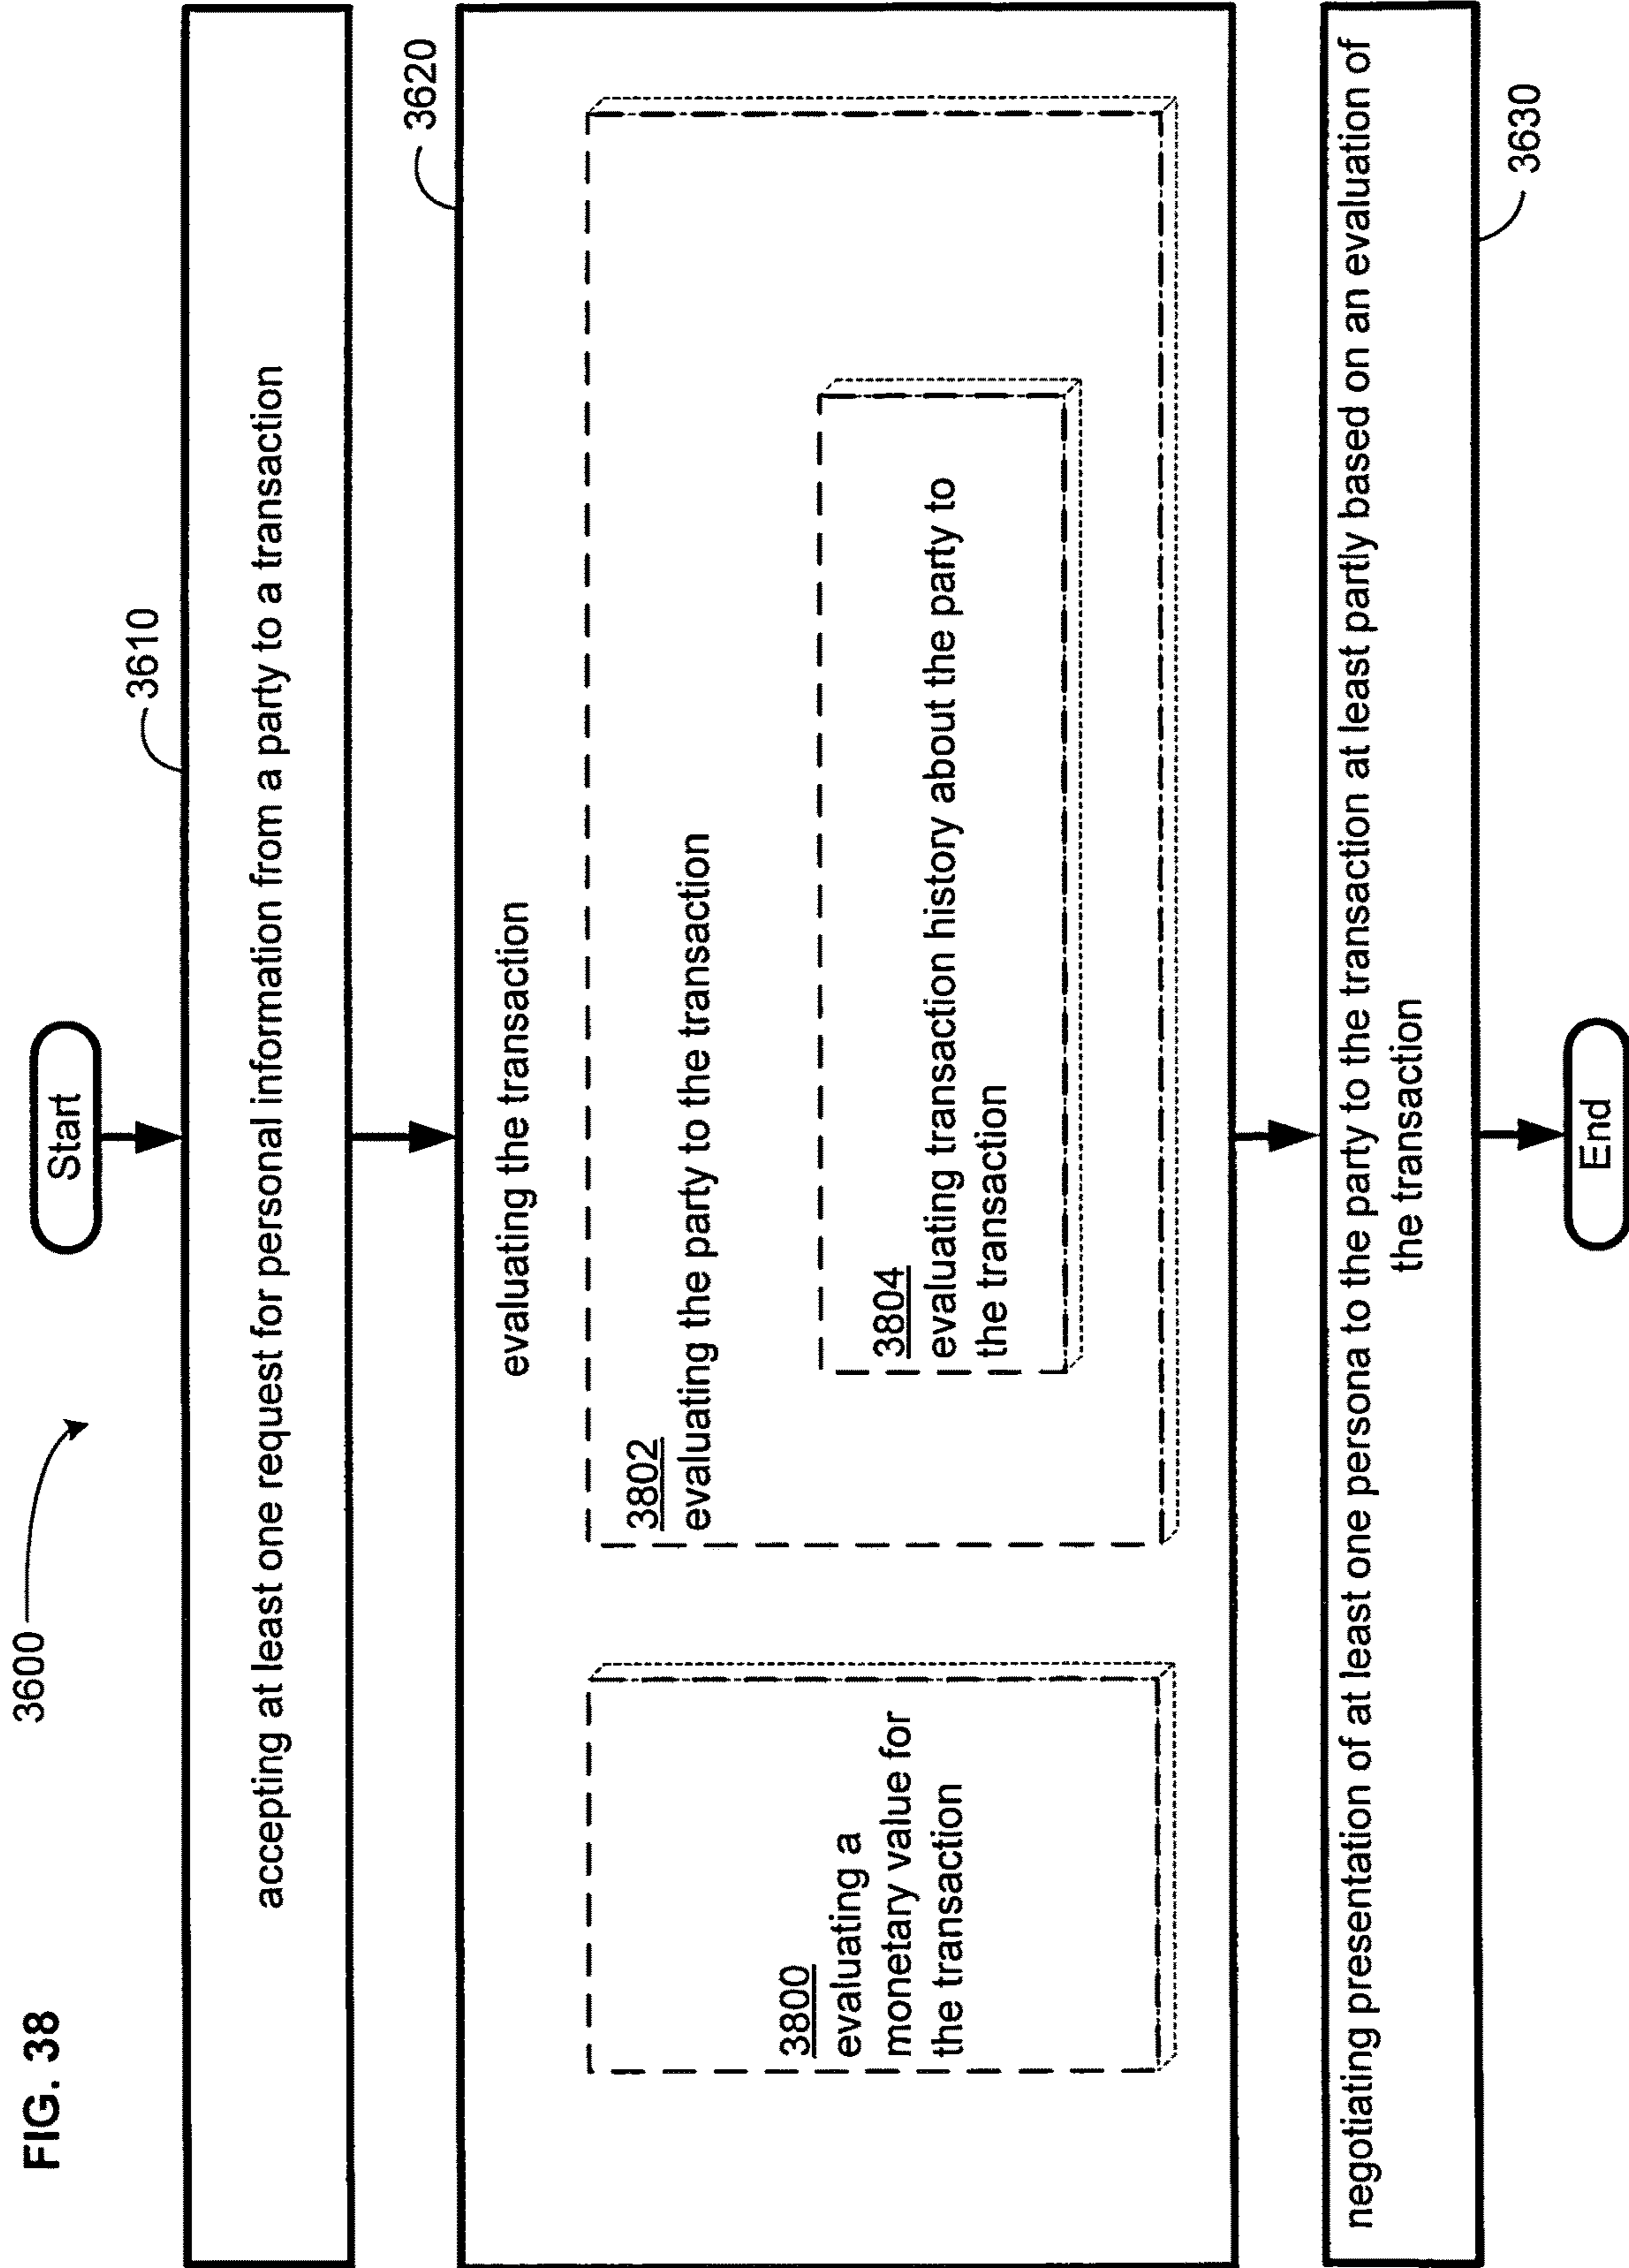 FIG. 38
3600
Start
3610
accepting at least one request for personal information from a party to a transaction
3620
evaluating the transaction
3800
evaluating a
monetary value for
the transaction
3802
evaluating the party to the transaction
3804
evaluating transaction history about the party to
the transaction
negotiating presentation of at least one persona to the party to the transaction at least partly based on an evaluation of
the transaction
3630
End